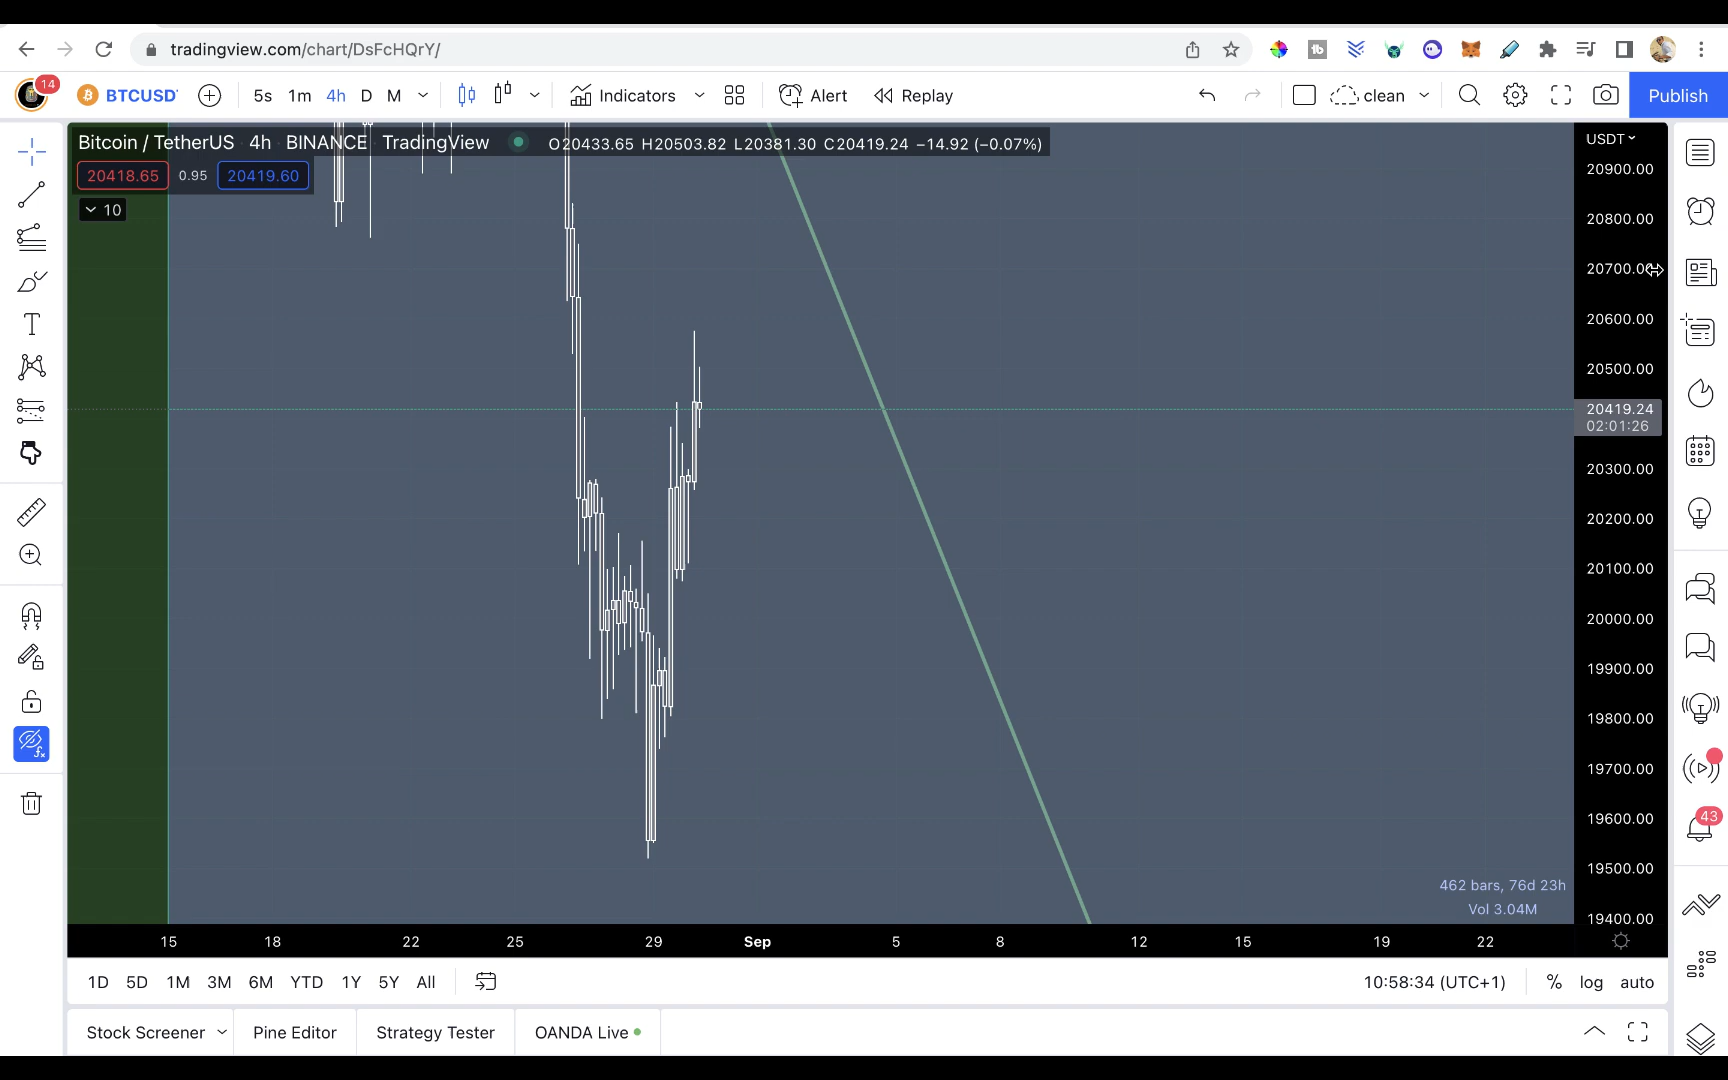 tradingview.com/chart/DsFcHQrY/
14 BTCUSD 5s 1m 4h D M Indicators Alert Replay clean Publish
Bitcoin / TetherUS 4h BINANCE TradingView O20433.65 H20503.82 L20381.30 C20419.24 −14.92 (−0.07%)
USDT
20418.65 0.95 20419.60
10
20900.00
20800.00
20700.00
20600.00
20500.00
20419.24
02:01:26
20300.00
20200.00
20100.00
20000.00
19900.00
19800.00
19700.00
19600.00
19500.00
19400.00
43
462 bars, 76d 23h
Vol 3.04M
15 18 22 25 29 Sep 5 8 12 15 19 22
1D 5D 1M 3M 6M YTD 1Y 5Y All 10:58:34 (UTC+1) % log auto
Stock Screener Pine Editor Strategy Tester OANDA Live